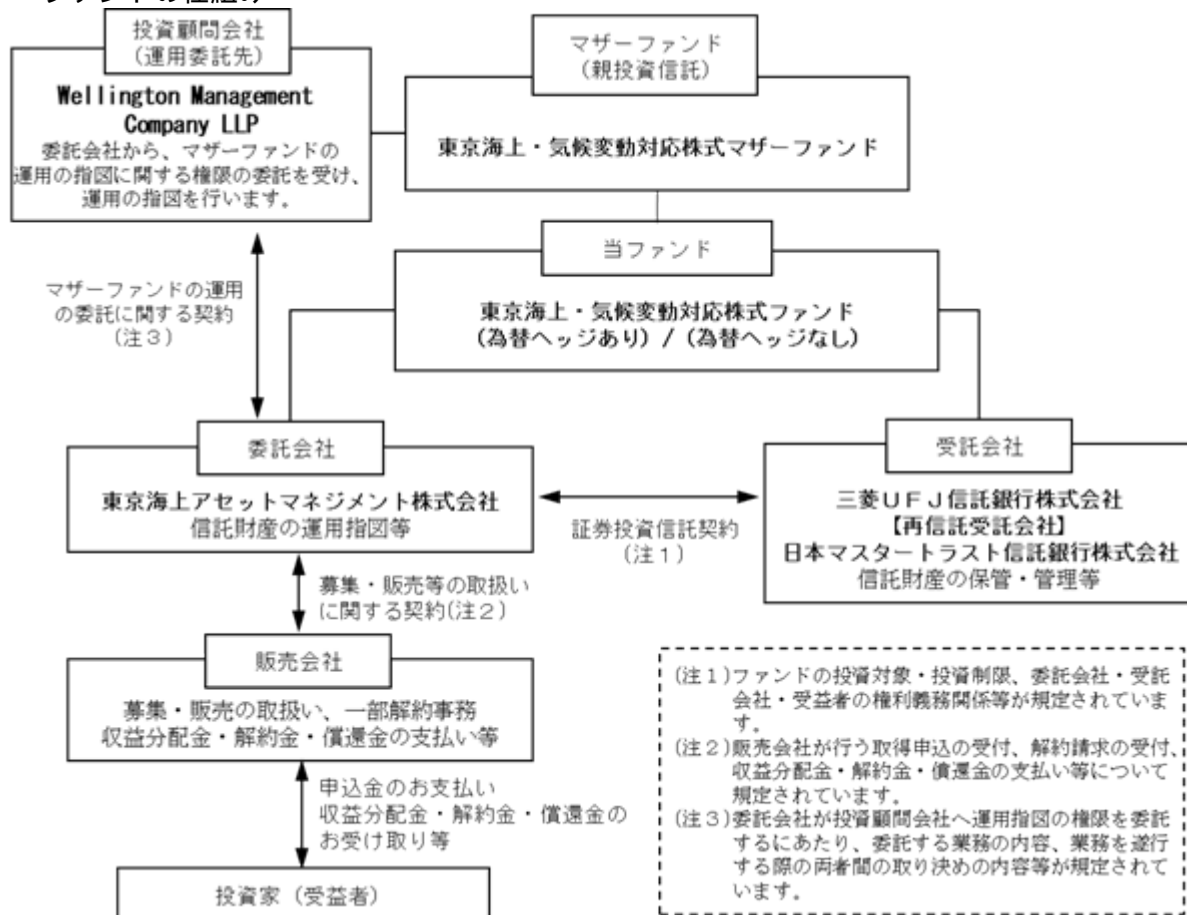 ファンドの仕組み
投資顧問会社
(運用委託先)
Wellington Management
Company LLP
委託会社から、マザーファンドの
運用の指図に関する権限の委託を受け、
運用の指図を行います。
マザーファンド
(親投資信託)
東京海上・気候変動対応株式マザーファンド
当ファンド
東京海上・気候変動対応株式ファンド
(為替ヘッジあり) / (為替ヘッジなし)
マザーファンドの運用
の委託に関する契約
(注3)
委託会社
東京海上アセットマネジメント株式会社
信託財産の運用指図等
証券投資信託契約
(注1)
受託会社
三菱UFJ信託銀行株式会社
【再信託受託会社】
日本マスタートラスト信託銀行株式会社
信託財産の保管・管理等
募集・販売等の取扱い
に関する契約(注2)
販売会社
募集・販売の取扱い、一部解約事務
収益分配金・解約金・償還金の支払い等
申込金のお支払い
収益分配金・解約金・償還金の
お受け取り等
投資家(受益者)
(注1)ファンドの投資対象・投資制限、委託会社・受託
会社・受益者の権利義務関係等が規定されていま
す。
(注2)販売会社が行う取得申込の受付、解約請求の受付、
収益分配金・解約金・償還金の支払い等について
規定されています。
(注3)委託会社が投資顧問会社へ運用指図の権限を委託
するにあたり、委託する業務の内容、業務を遂行
する際の両者間の取り決めの内容等が規定されて
います。